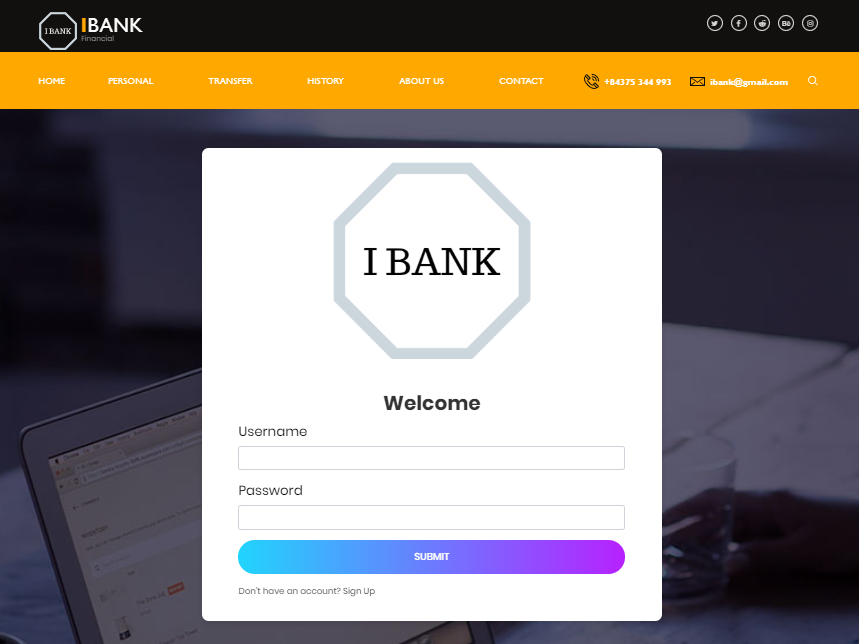 I BANK
IBANK
Financial
HOME PERSONAL TRANSFER HISTORY ABOUT US CONTACT +84375 344 993 ibank@gmail.com
I BANK
Welcome
Username
Password
SUBMIT
Don't have an account? Sign Up